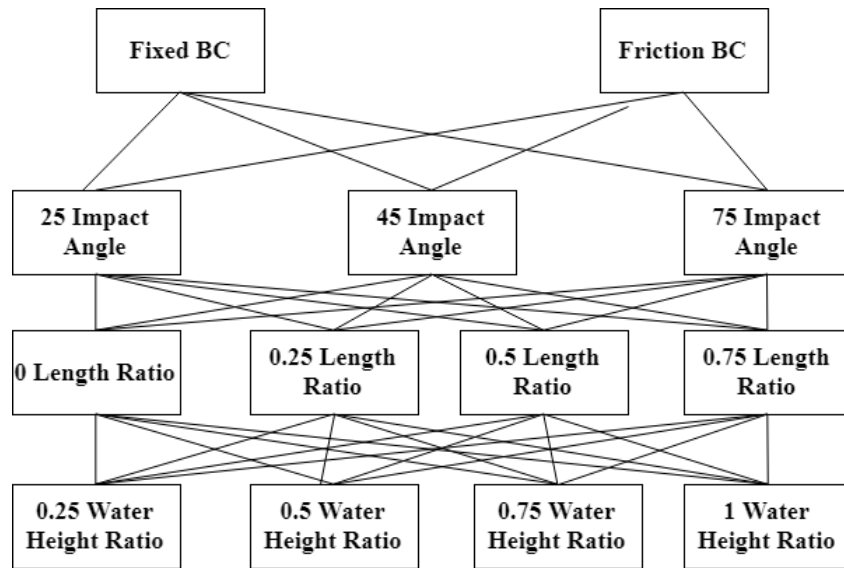 Fixed BC
Friction BC
25 Impact
Angle
45 Impact
Angle
75 Impact
Angle
0 Length Ratio
0.25 Length
Ratio
0.5 Length
Ratio
0.75 Length
Ratio
0.25 Water
Height Ratio
0.5 Water
Height Ratio
0.75 Water
Height Ratio
1 Water
Height Ratio